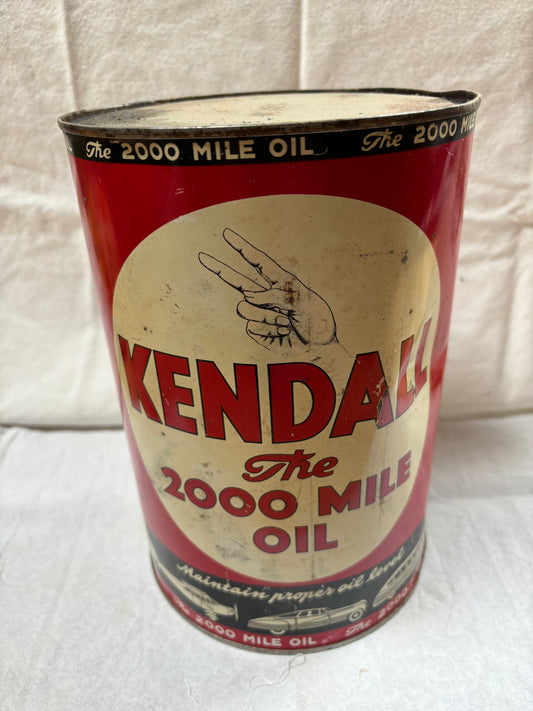 The 2000 MILE OIL The 2000 MILE
KENDALL
The
2000 MILE
OIL
Maintain proper oil level
The 2000 MILE OIL The